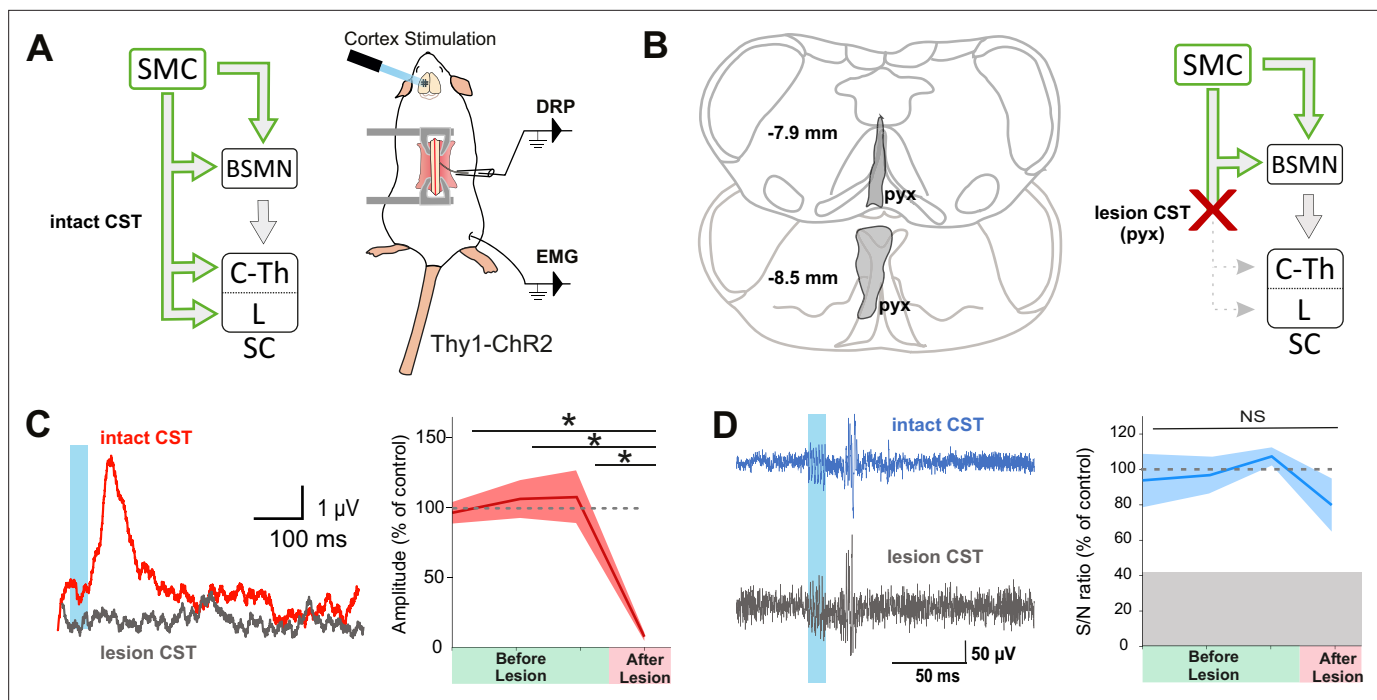 A
SMC
BSMN
intact CST
C-Th
L
SC
Cortex Stimulation
DRP
EMG
Thy1-ChR2
B
-7.9 mm
pyx
-8.5 mm
pyx
SMC
BSMN
lesion CST
(pyx)
C-Th
L
SC
C
intact CST
1 µV
100 ms
lesion CST
Amplitude (% of control)
150
100
50
0
*
*
*
Before
Lesion
After
Lesion
D
intact CST
lesion CST
50 µV
50 ms
S/N ratio (% of control)
120
100
80
60
40
20
0
NS
Before
Lesion
After
Lesion